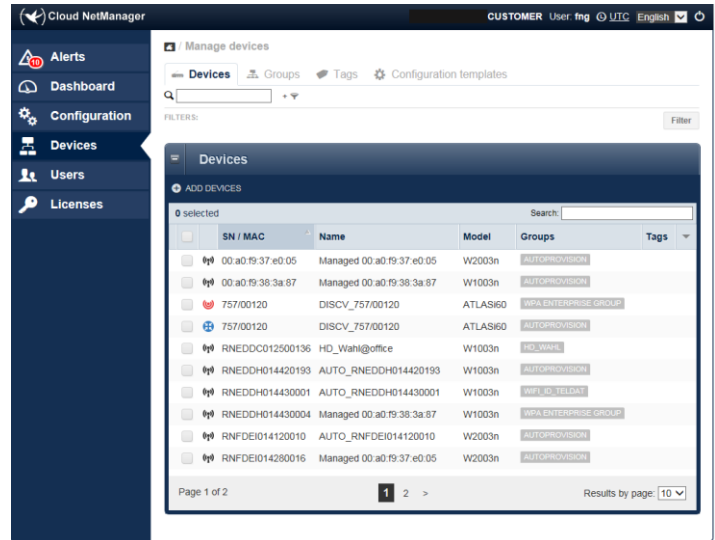 Cloud NetManager
CUSTOMER User: fng UTC English
10
Alerts
Dashboard
Configuration
Devices
Users
Licenses
/ Manage devices
Devices Groups Tags Configuration templates
+
FILTERS:
Filter
Devices
ADD DEVICES
0 selected Search:
SN / MAC Name Model Groups Tags
00:a0:f9:37:e0:05 Managed 00:a0:f9:37:e0:05 W2003n AUTOPROVISION
00:a0:f9:38:3a:87 Managed 00:a0:f9:38:3a:87 W1003n AUTOPROVISION
757/00120 DISCV_757/00120 ATLASi60 WPA ENTERPRISE GROUP
757/00120 DISCV_757/00120 ATLASi60 AUTOPROVISION
RNEDDC012500136 HD_Wahl@office W1003n HD_WAHL
RNEDDH014420193 AUTO_RNEDDH014420193 W1003n AUTOPROVISION
RNEDDH014430001 AUTO_RNEDDH014430001 W1003n WIFI_ID_TELDAT
RNEDDH014430004 Managed 00:a0:f9:38:3a:87 W1003n WPA ENTERPRISE GROUP
RNFDEI014120010 AUTO_RNFDEI014120010 W2003n AUTOPROVISION
RNFDEI014280016 Managed 00:a0:f9:37:e0:05 W2003n AUTOPROVISION
Page 1 of 2 1 2 > Results by page: 10